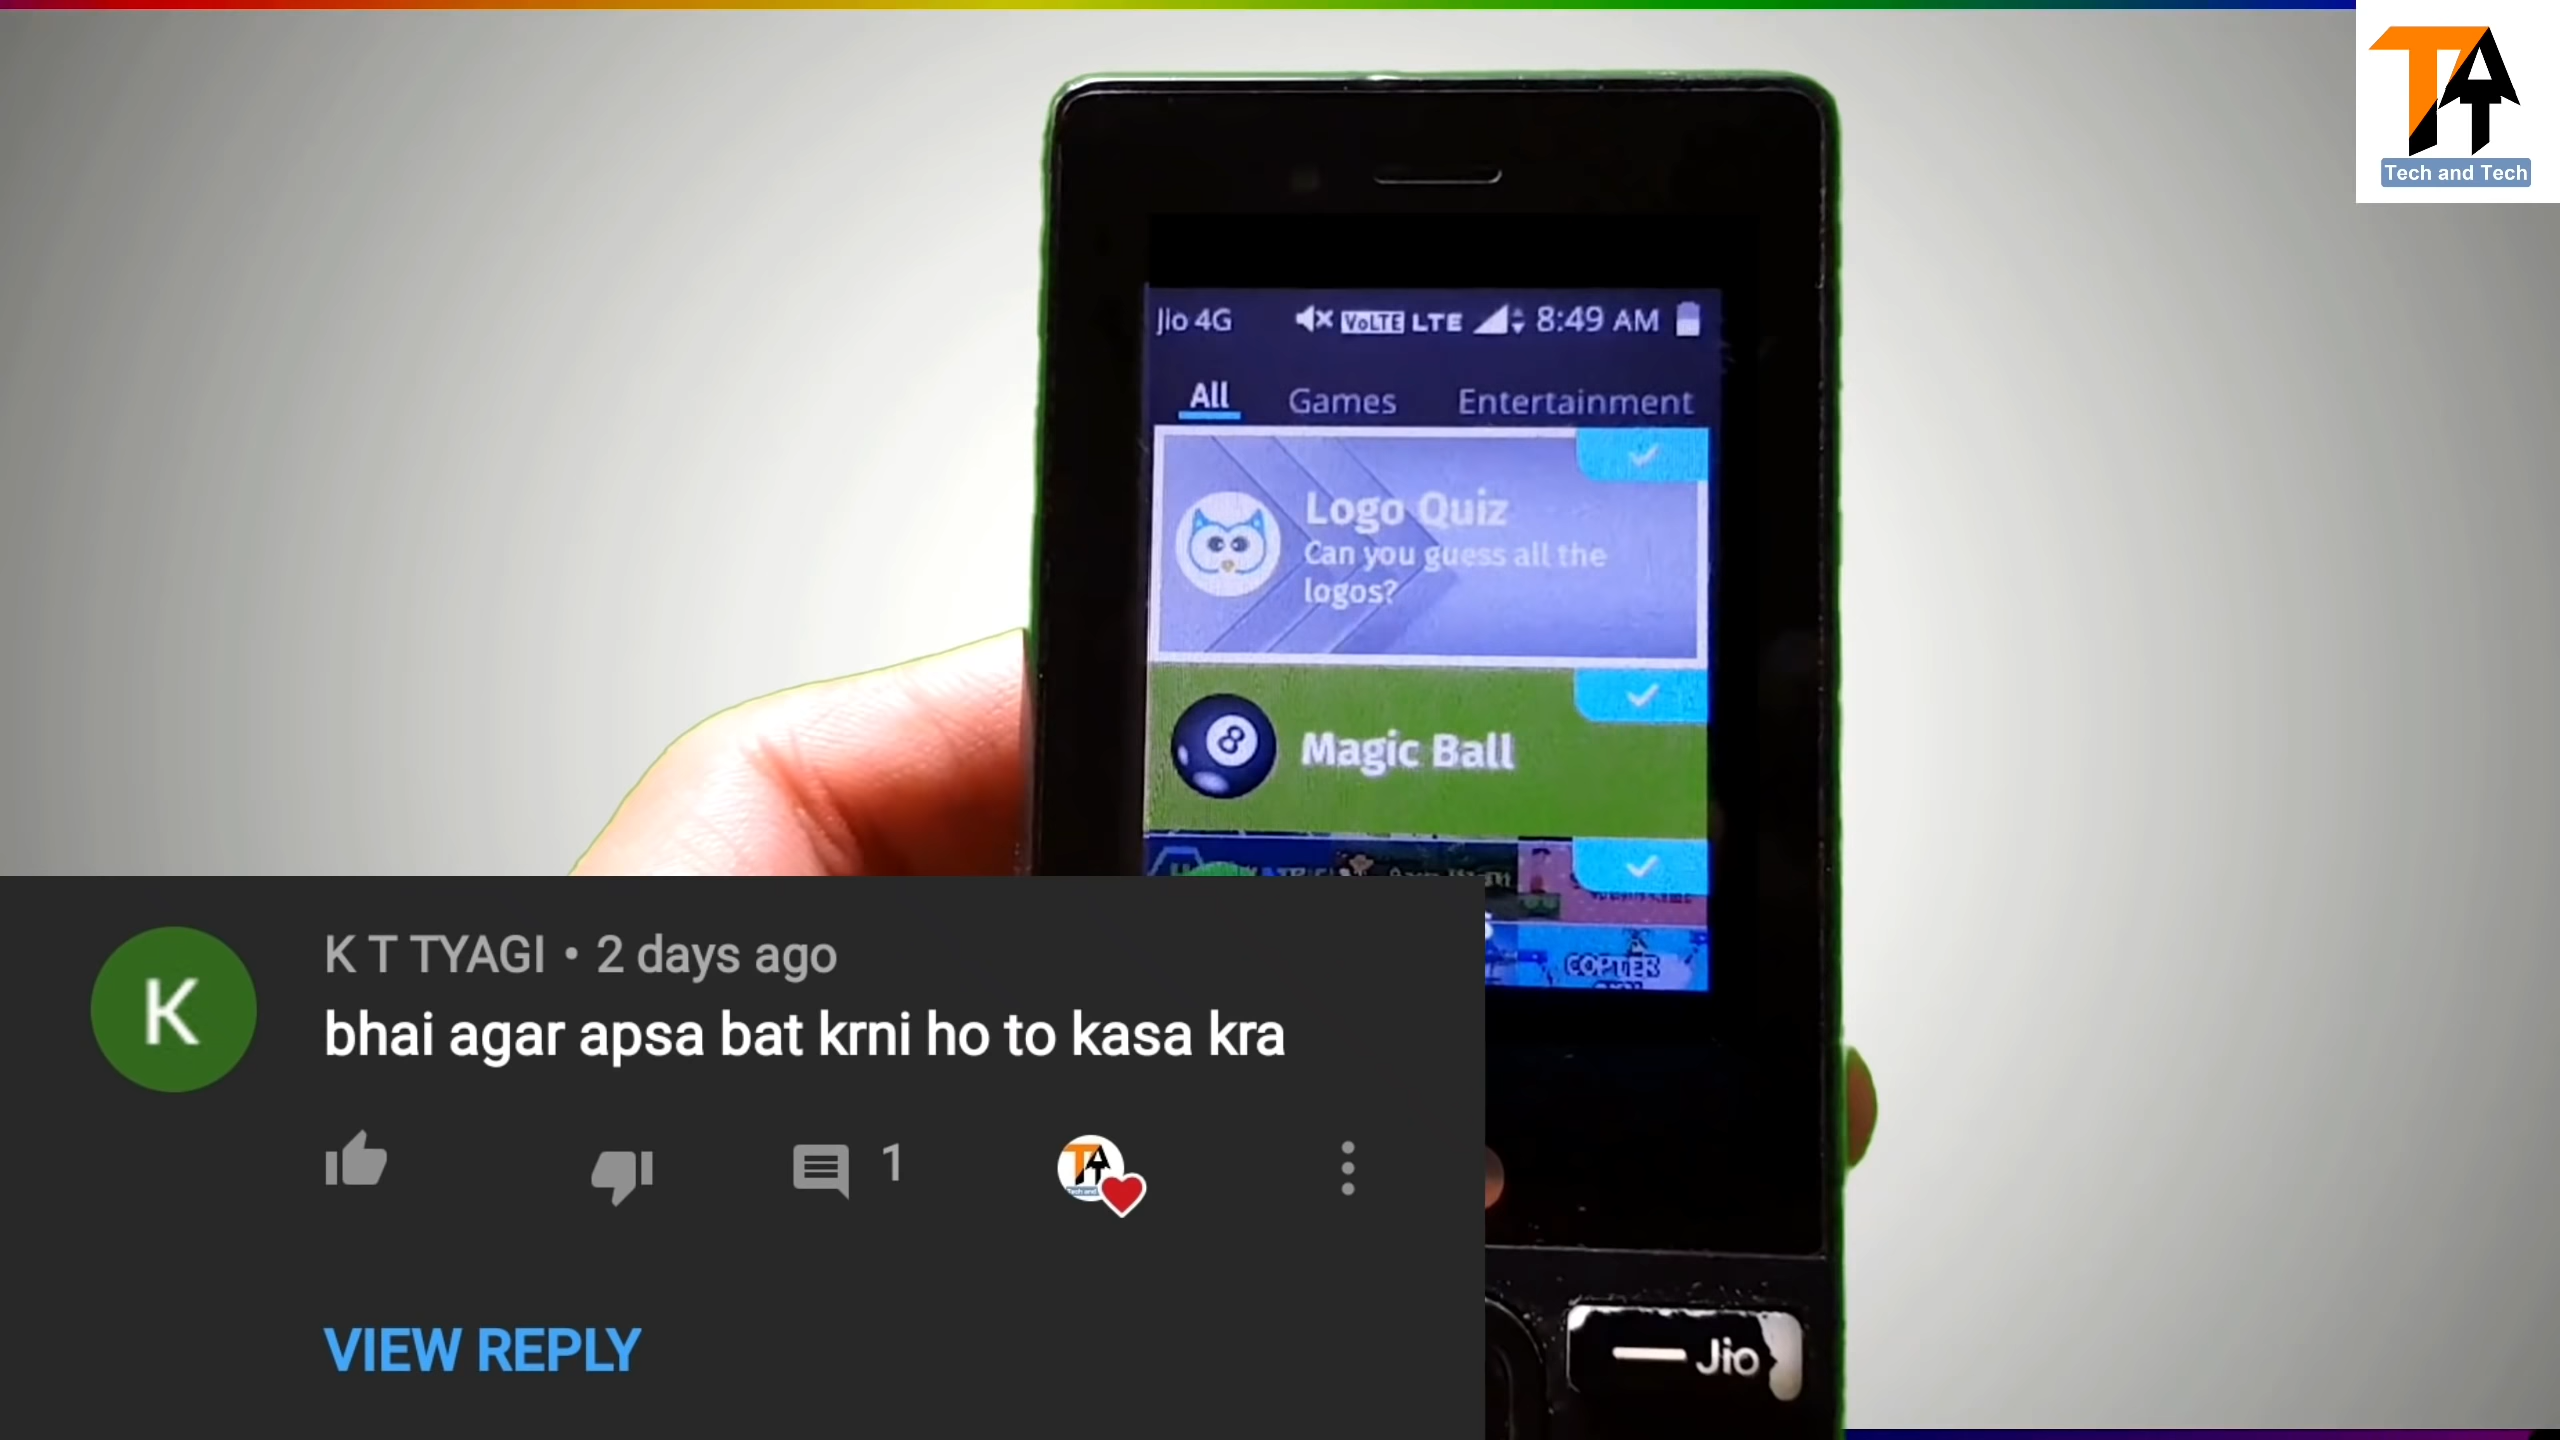 Tech and Tech
Jio 4G VoLTE LTE 8:49 AM
All Games Entertainment
Logo Quiz
Can you guess all the
logos?
8
Magic Ball
COPTER
K
K T TYAGI • 2 days ago
bhai agar apsa bat krni ho to kasa kra
1
VIEW REPLY
Jio